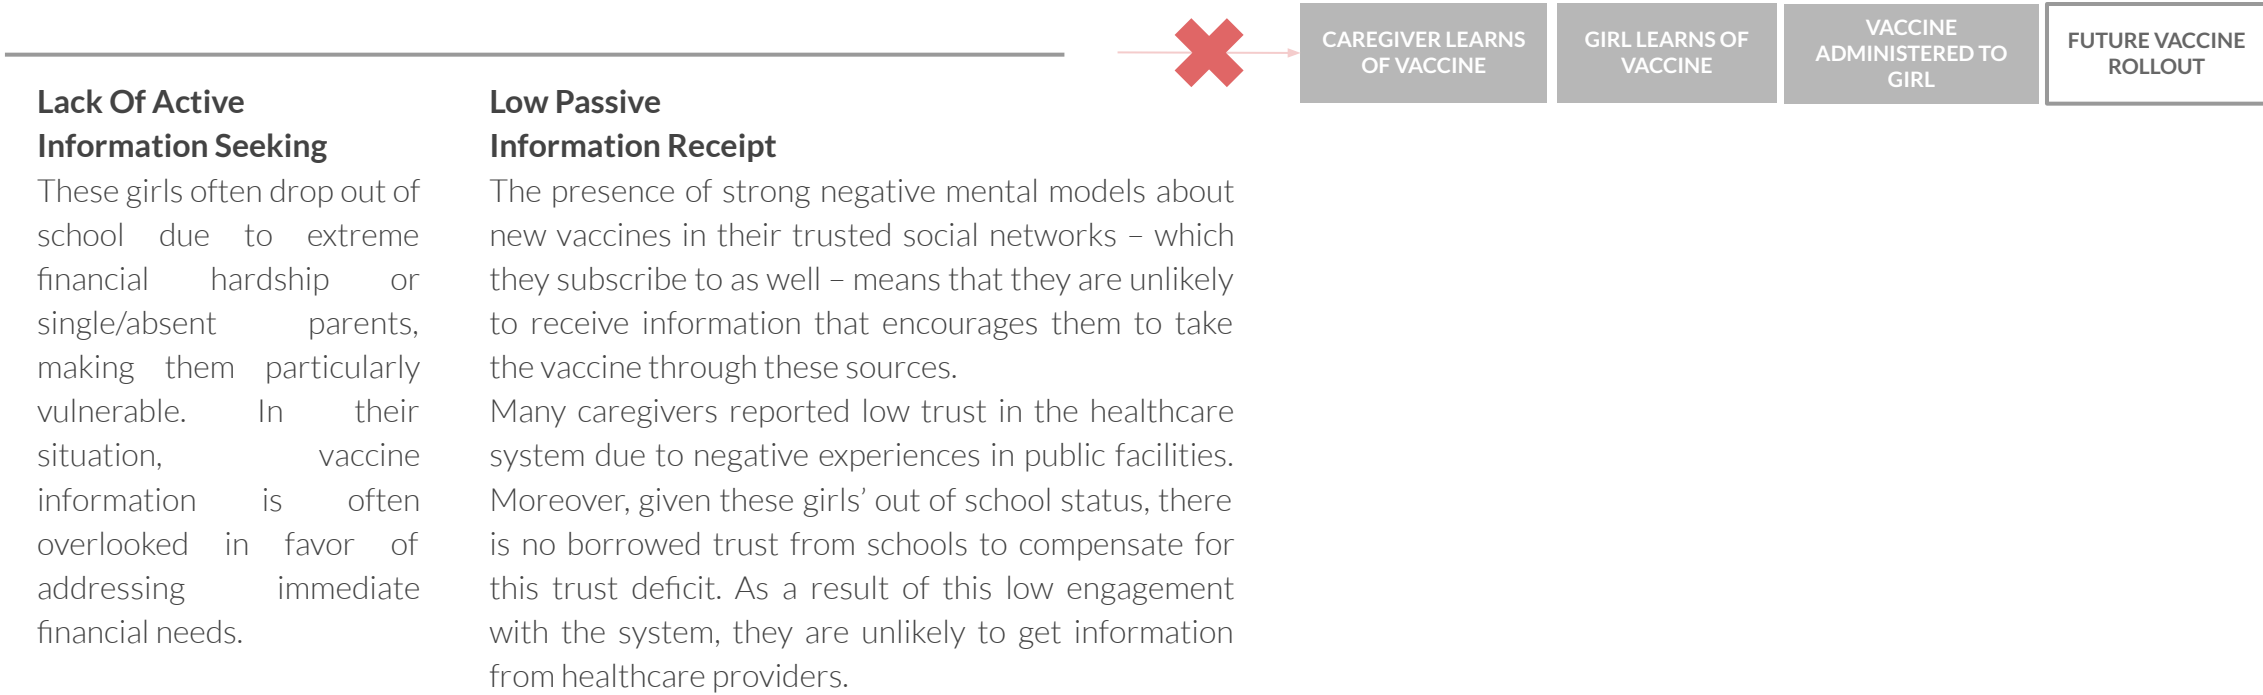 CAREGIVER LEARNS
OF VACCINE
GIRL LEARNS OF
VACCINE
VACCINE
ADMINISTERED TO
GIRL
FUTURE VACCINE
ROLLOUT
Lack Of Active
Information Seeking
These girls often drop out of
school due to extreme
financial hardship or
single/absent parents,
making them particularly
vulnerable. In their
situation, vaccine
information is often
overlooked in favor of
addressing immediate
financial needs.
Low Passive
Information Receipt
The presence of strong negative mental models about
new vaccines in their trusted social networks – which
they subscribe to as well – means that they are unlikely
to receive information that encourages them to take
the vaccine through these sources.
Many caregivers reported low trust in the healthcare
system due to negative experiences in public facilities.
Moreover, given these girls’ out of school status, there
is no borrowed trust from schools to compensate for
this trust deficit. As a result of this low engagement
with the system, they are unlikely to get information
from healthcare providers.